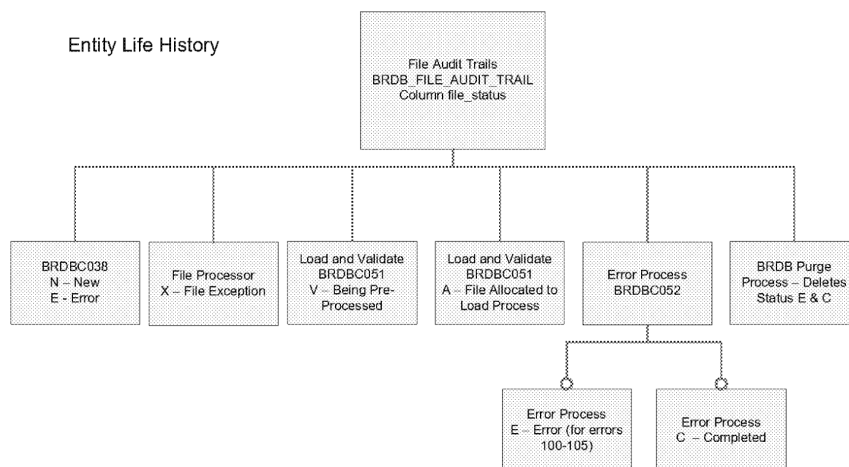 Entity Life History
File Audit Trails
BRDB_FILE_AUDIT_TRAIL
Column file_status
BRDBC038
N – New
E - Error
File Processor
X – File Exception
Load and Validate
BRDBC051
V – Being Pre-
Processed
Load and Validate
BRDBC051
A – File Allocated to
Load Process
Error Process
BRDBC052
BRDB Purge
Process – Deletes
Status E & C
Error Process
E – Error (for errors
100-105)
Error Process
C – Completed